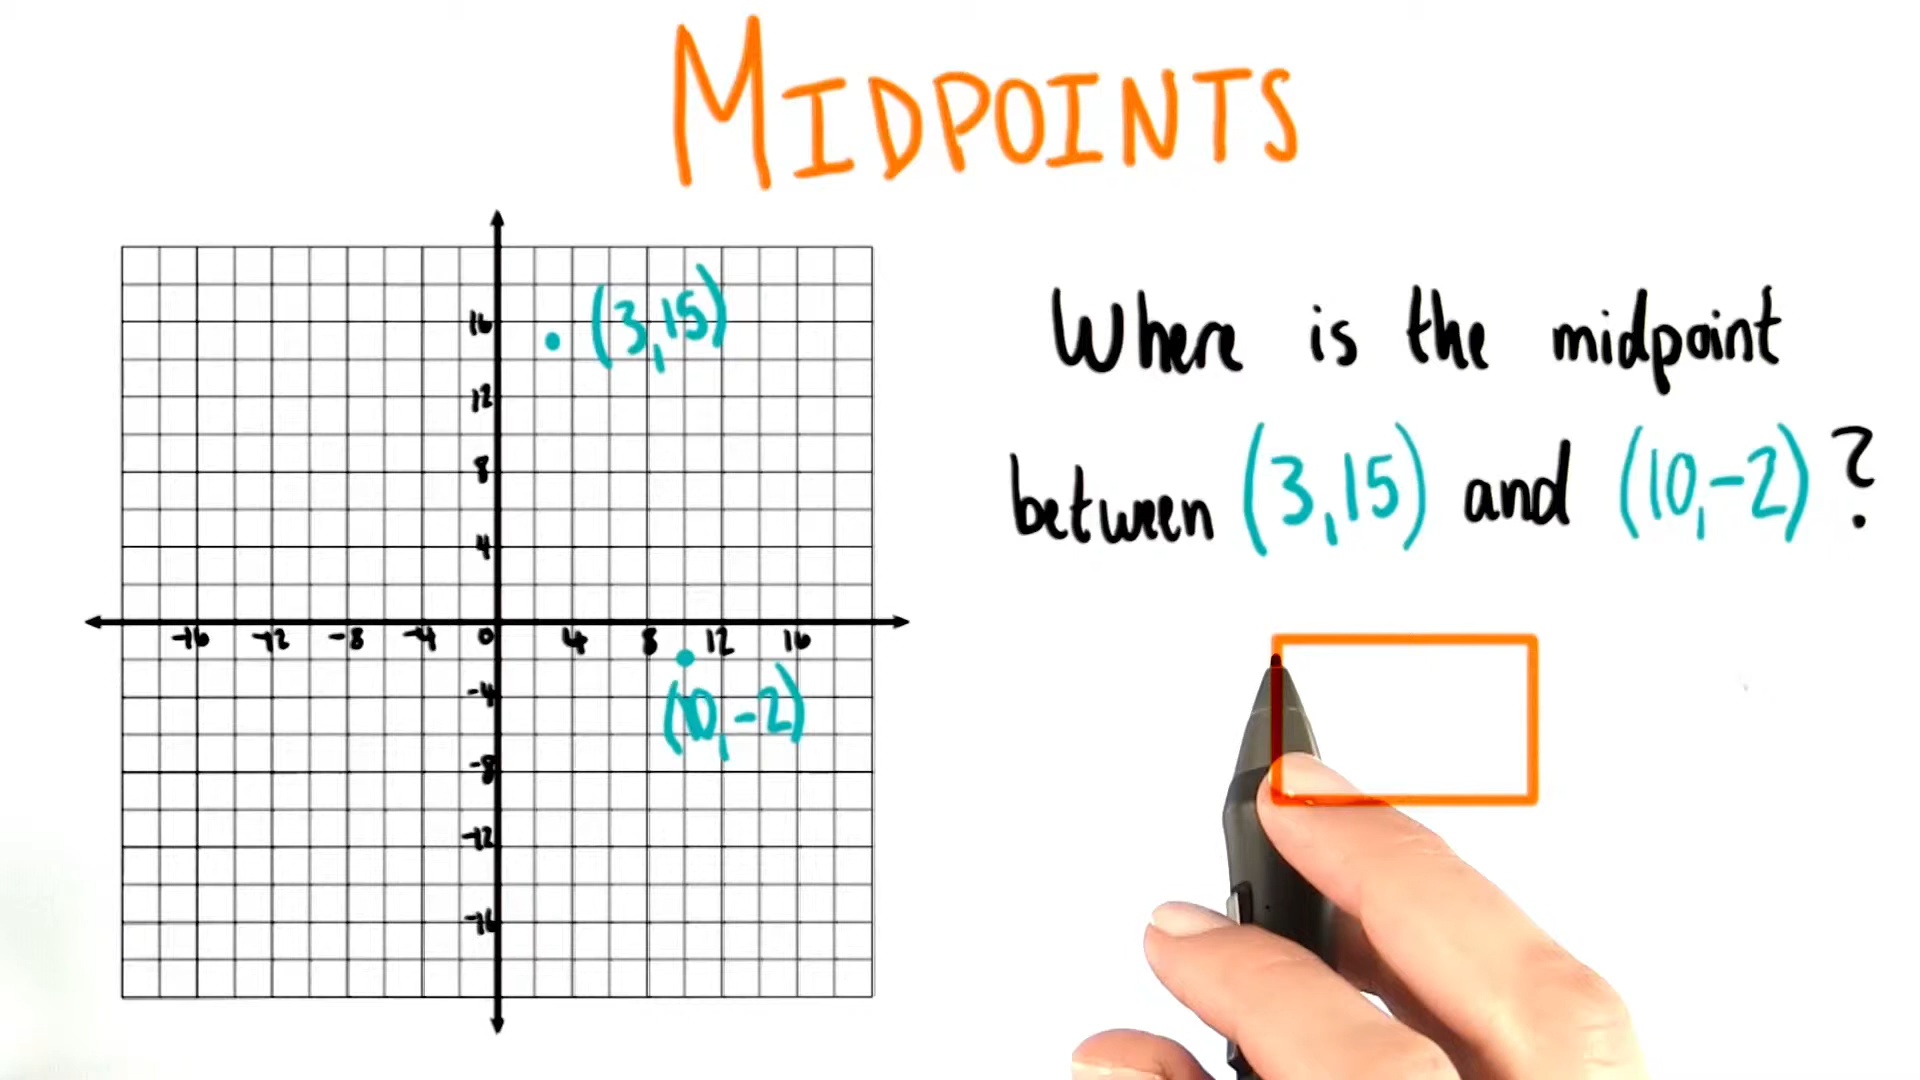 MIDPOINTS
(3,15)
16
12
8
4
-16 -12 -8 -4 0 4 8 12 16
-4
(10,-2)
-8
-12
-16
Where is the midpoint
between (3,15) and (10,-2)?